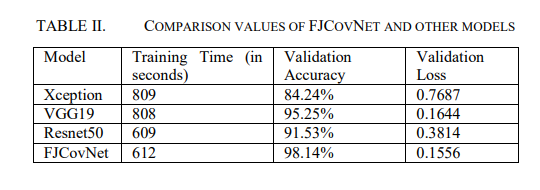 TABLE II. COMPARISON VALUES OF FJCOVNET AND OTHER MODELS
Model Training Time (in seconds) Validation Accuracy Validation Loss
Xception 809 84.24% 0.7687
VGG19 808 95.25% 0.1644
Resnet50 609 91.53% 0.3814
FJCovNet 612 98.14% 0.1556